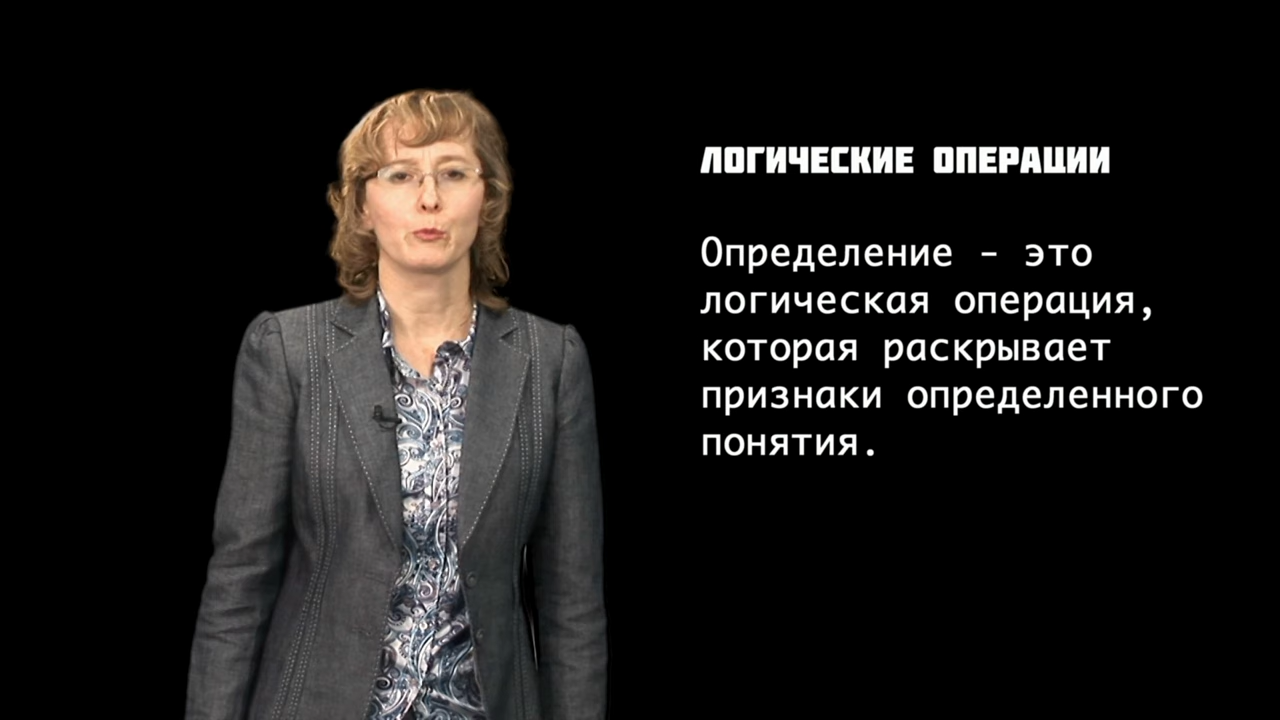 ЛОГИЧЕСКИЕ ОПЕРАЦИИ
Определение - это
логическая операция,
которая раскрывает
признаки определенного
понятия.